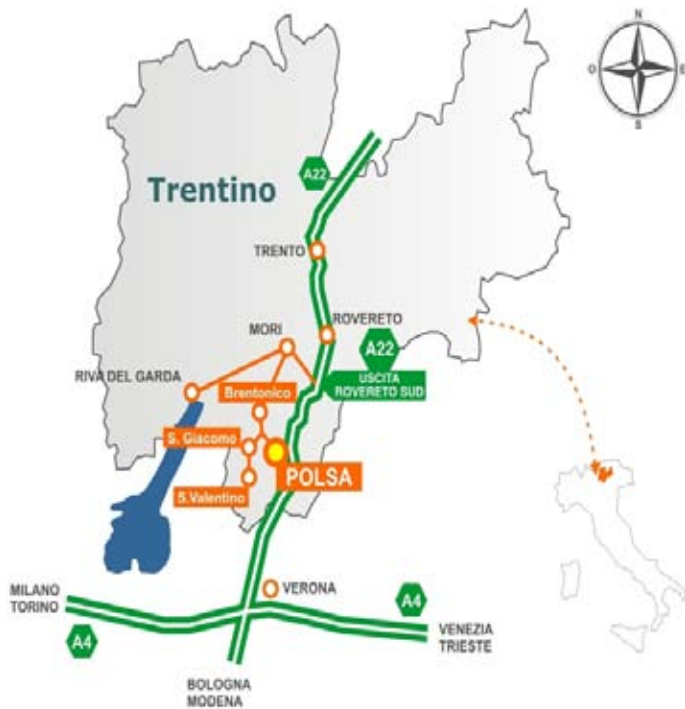 N
O
E
S
A22
Trentino
TRENTO
ROVERETO
MORI
A22
RIVA DEL GARDA
USCITA
ROVERETO SUD
Brentonico
S. Giacomo
POLSA
S.Valentino
VERONA
MILANO
TORINO
A4
A4
VENEZIA
TRIESTE
BOLOGNA
MODENA